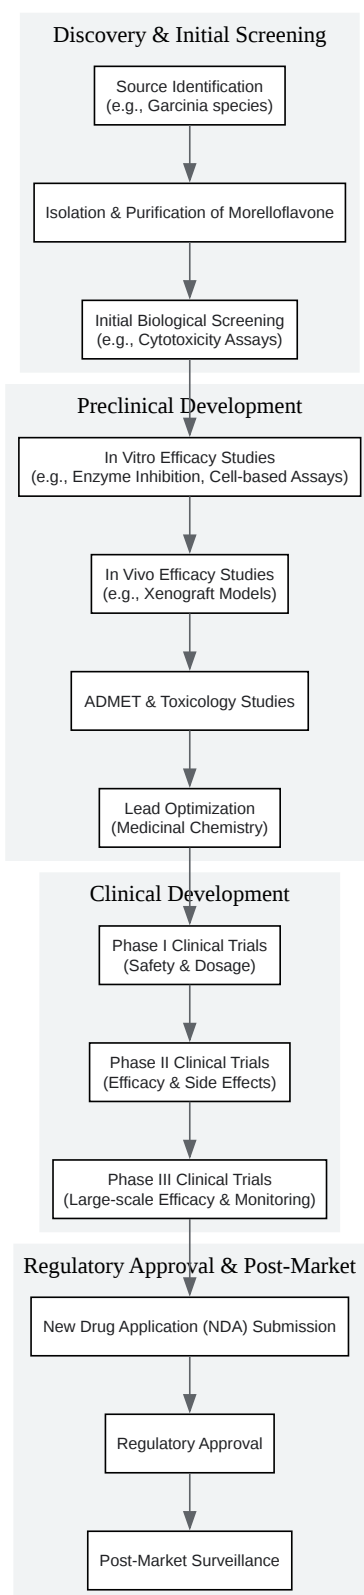 Discovery & Initial Screening
Source Identification
(e.g., Garcinia species)
Isolation & Purification of Morelloflavone
Initial Biological Screening
(e.g., Cytotoxicity Assays)
Preclinical Development
In Vitro Efficacy Studies
(e.g., Enzyme Inhibition, Cell-based Assays)
In Vivo Efficacy Studies
(e.g., Xenograft Models)
ADMET & Toxicology Studies
Lead Optimization
(Medicinal Chemistry)
Clinical Development
Phase I Clinical Trials
(Safety & Dosage)
Phase II Clinical Trials
(Efficacy & Side Effects)
Phase III Clinical Trials
(Large-scale Efficacy & Monitoring)
Regulatory Approval & Post-Market
New Drug Application (NDA) Submission
Regulatory Approval
Post-Market Surveillance